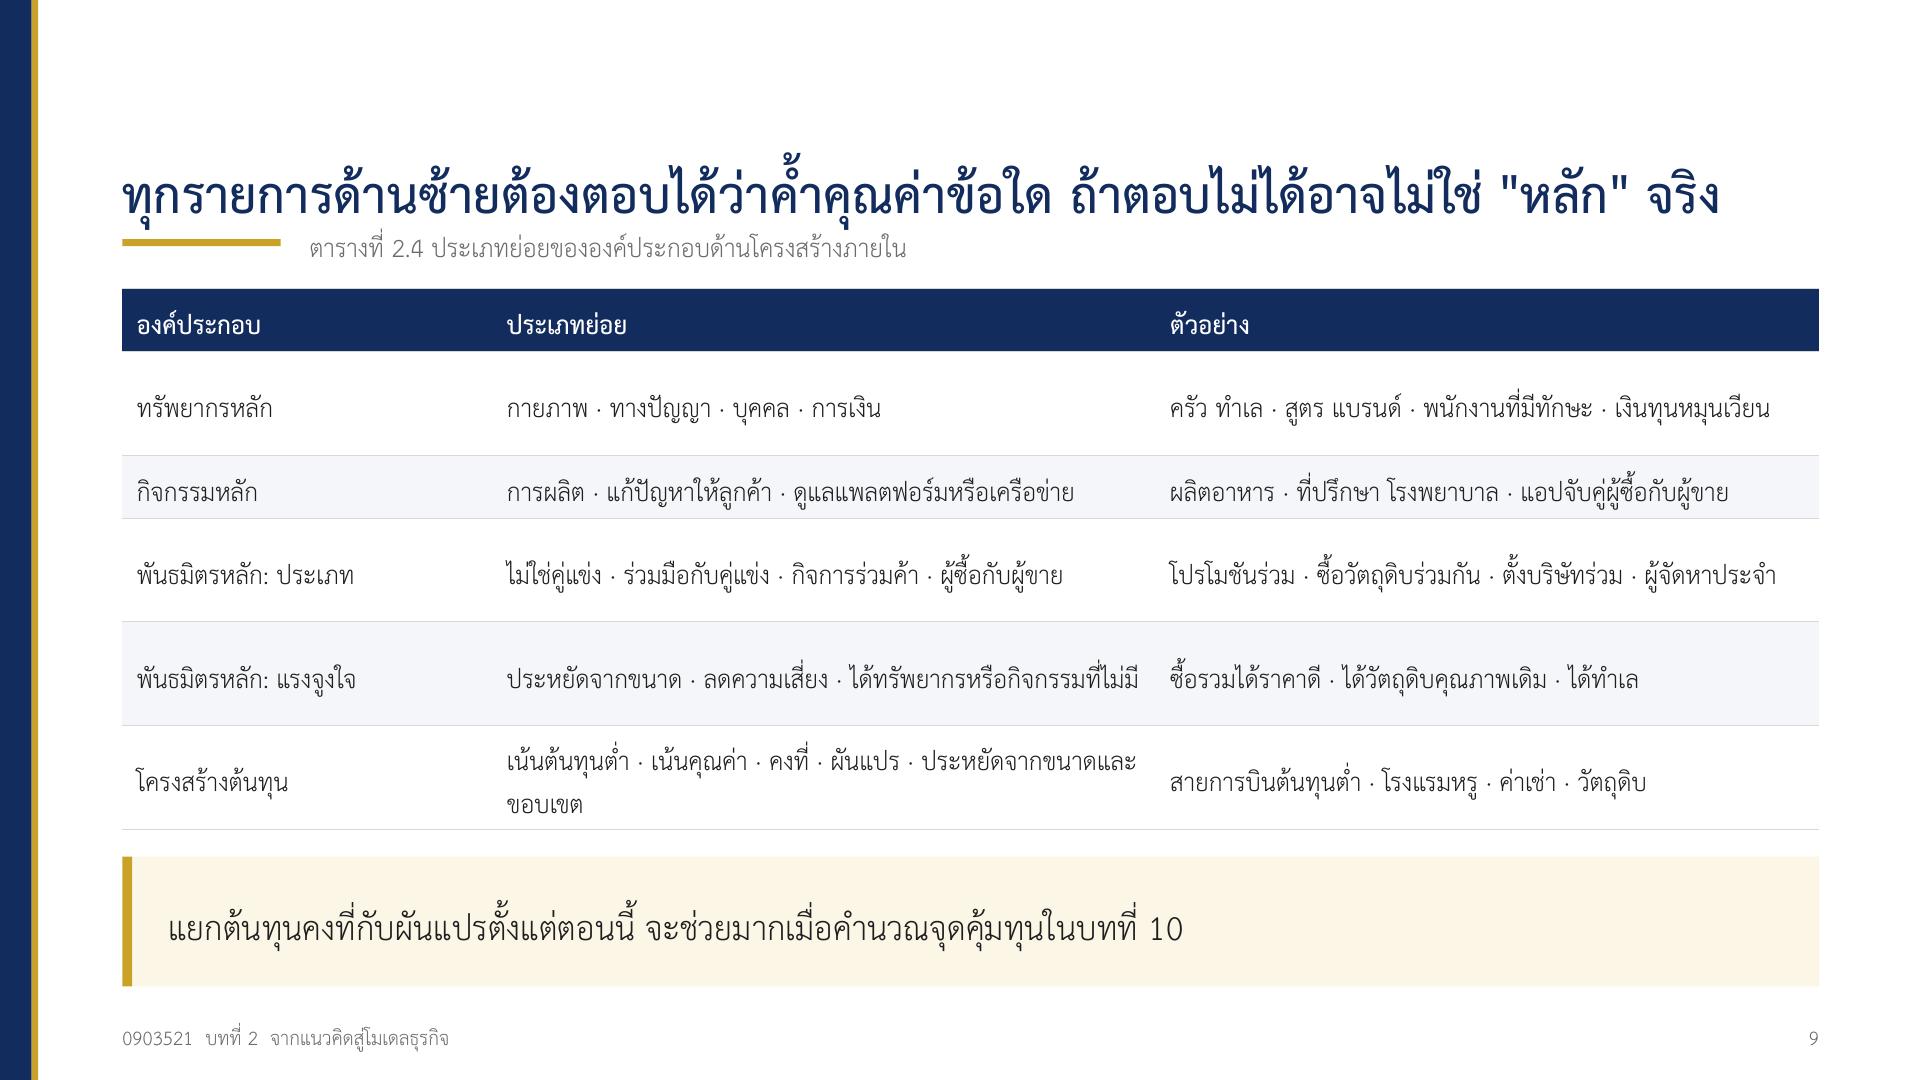 ทุกรายการด้านซ้ายต้องตอบได้ว่าค้ำคุณค่าข้อใด ถ้าตอบไม่ได้อาจไม่ใช่ "หลัก" จริง
ตารางที่ 2.4 ประเภทย่อยขององค์ประกอบด้านโครงสร้างภายใน
องค์ประกอบ ประเภทย่อย ตัวอย่าง
ทรัพยากรหลัก กายภาพ · ทางปัญญา · บุคคล · การเงิน ครัว ทำเล · สูตร แบรนด์ · พนักงานที่มีทักษะ · เงินทุนหมุนเวียน
กิจกรรมหลัก การผลิต · แก้ปัญหาให้ลูกค้า · ดูแลแพลตฟอร์มหรือเครือข่าย ผลิตอาหาร · ที่ปรึกษา โรงพยาบาล · แอปจับคู่ผู้ซื้อกับผู้ขาย
พันธมิตรหลัก: ประเภท ไม่ใช่คู่แข่ง · ร่วมมือกับคู่แข่ง · กิจการร่วมค้า · ผู้ซื้อกับผู้ขาย โปรโมชันร่วม · ซื้อวัตถุดิบร่วมกัน · ตั้งบริษัทร่วม · ผู้จัดหาประจำ
พันธมิตรหลัก: แรงจูงใจ ประหยัดจากขนาด · ลดความเสี่ยง · ได้ทรัพยากรหรือกิจกรรมที่ไม่มี ซื้อรวมได้ราคาดี · ได้วัตถุดิบคุณภาพเดิม · ได้ทำเล
โครงสร้างต้นทุน เน้นต้นทุนต่ำ · เน้นคุณค่า · คงที่ · ผันแปร · ประหยัดจากขนาดและ
ขอบเขต สายการบินต้นทุนต่ำ · โรงแรมหรู · ค่าเช่า · วัตถุดิบ
แยกต้นทุนคงที่กับผันแปรตั้งแต่ตอนนี้ จะช่วยมากเมื่อคำนวณจุดคุ้มทุนในบทที่ 10
0903521 บทที่ 2 จากแนวคิดสู่โมเดลธุรกิจ 9